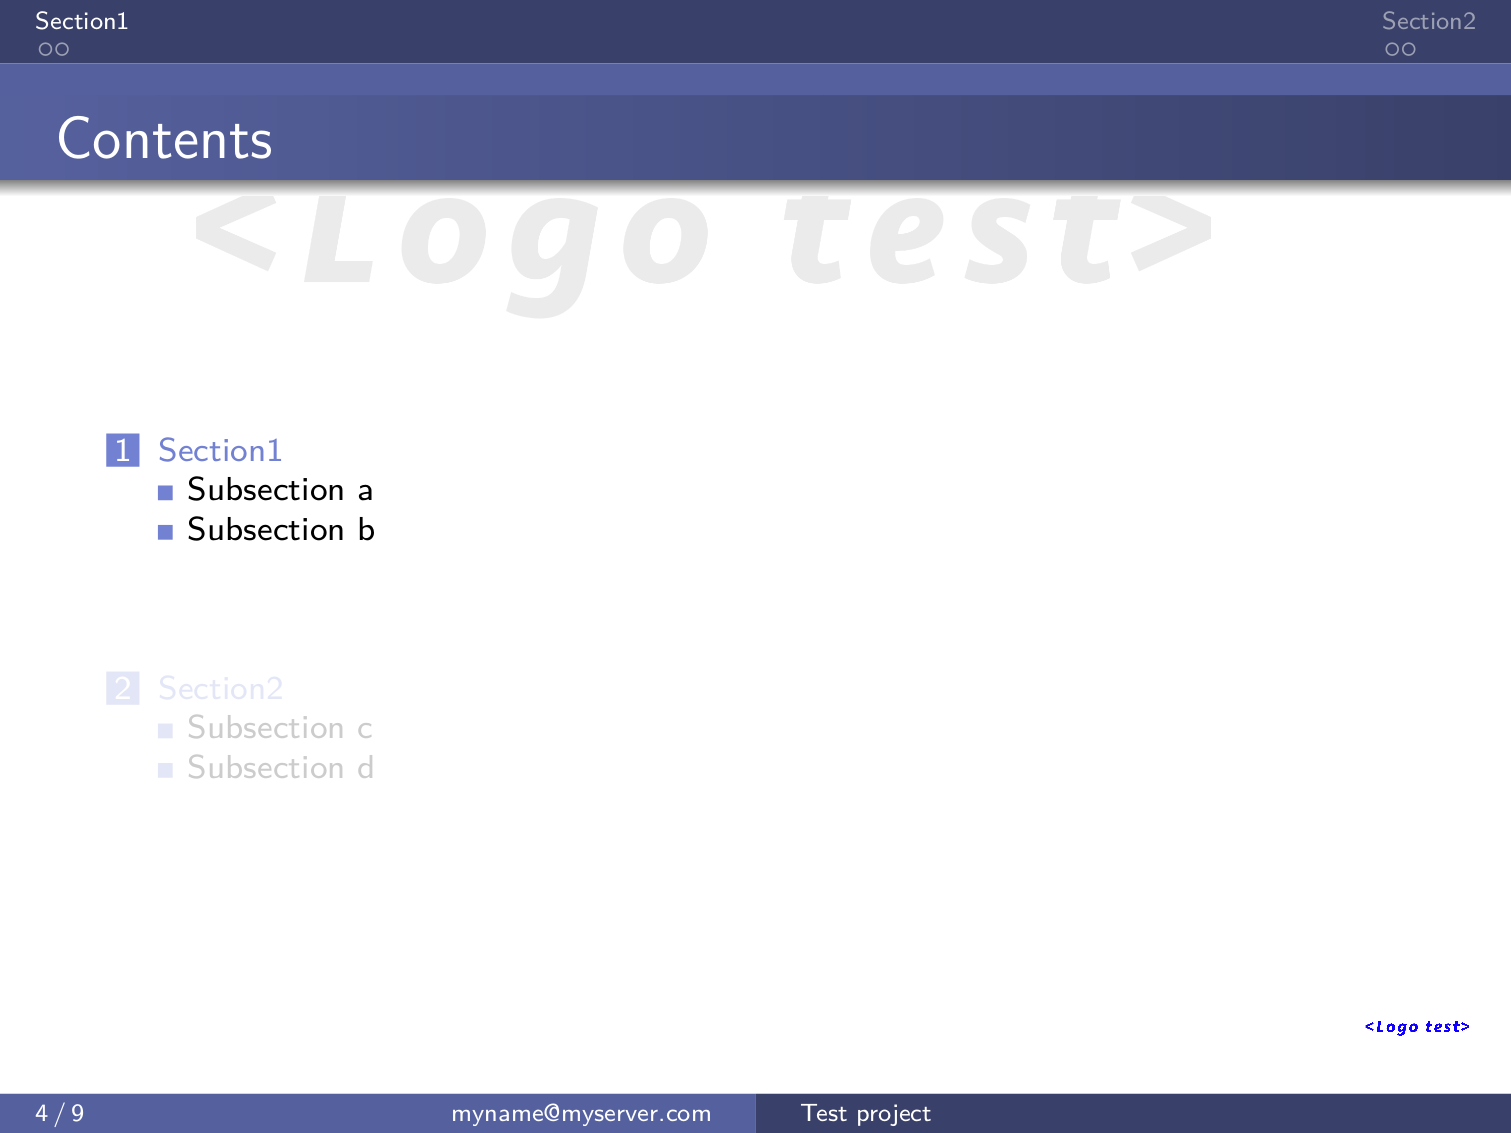 Section1 Section2
Contents
<Logo test>
1 Section1
Subsection a
Subsection b
2 Section2
Subsection c
Subsection d
<Logo test>
4 / 9 myname@myserver.com Test project